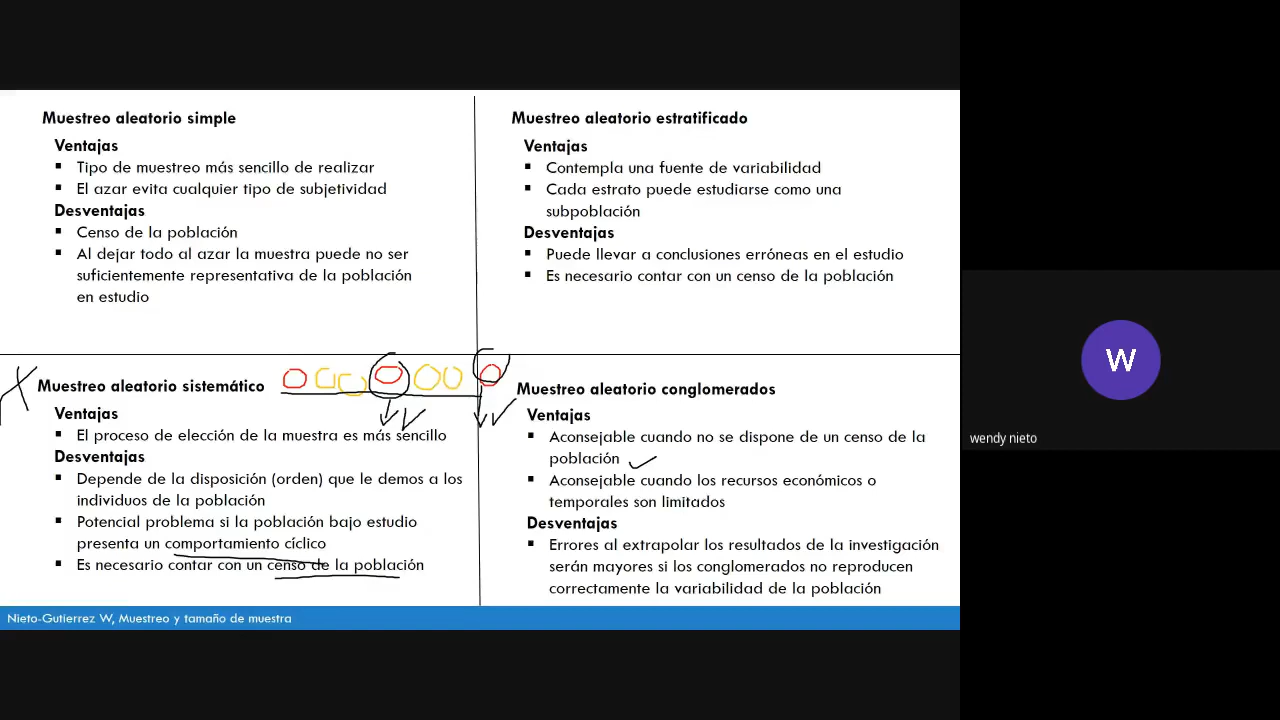 Muestreo aleatorio simple
Ventajas
▪ Tipo de muestreo más sencillo de realizar
▪ El azar evita cualquier tipo de subjetividad
Desventajas
▪ Censo de la población
▪ Al dejar todo al azar la muestra puede no ser
suficientemente representativa de la población
en estudio
Muestreo aleatorio estratificado
Ventajas
▪ Contempla una fuente de variabilidad
▪ Cada estrato puede estudiarse como una
subpoblación
Desventajas
▪ Puede llevar a conclusiones erróneas en el estudio
▪ Es necesario contar con un censo de la población
Muestreo aleatorio sistemático
Ventajas
▪ El proceso de elección de la muestra es más sencillo
Desventajas
▪ Depende de la disposición (orden) que le demos a los
individuos de la población
▪ Potencial problema si la población bajo estudio
presenta un comportamiento cíclico
▪ Es necesario contar con un censo de la población
Muestreo aleatorio conglomerados
Ventajas
▪ Aconsejable cuando no se dispone de un censo de la
población
▪ Aconsejable cuando los recursos económicos o
temporales son limitados
Desventajas
▪ Errores al extrapolar los resultados de la investigación
serán mayores si los conglomerados no reproducen
correctamente la variabilidad de la población
Nieto-Gutierrez W, Muestreo y tamaño de muestra
W
wendy nieto